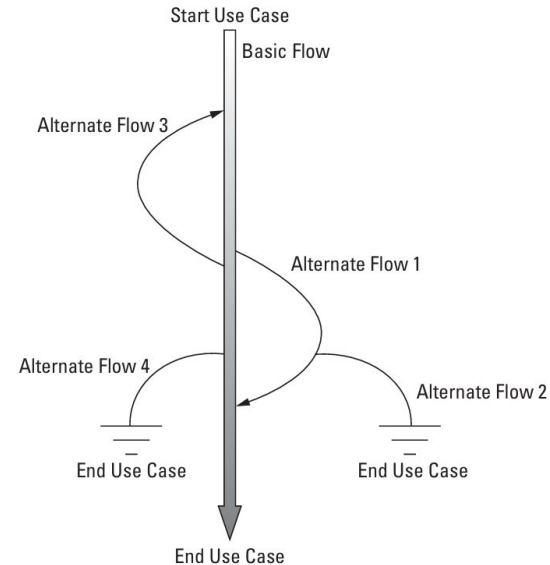 Start Use Case
Basic Flow
Alternate Flow 3
Alternate Flow 1
Alternate Flow 4
Alternate Flow 2
End Use Case
End Use Case
End Use Case